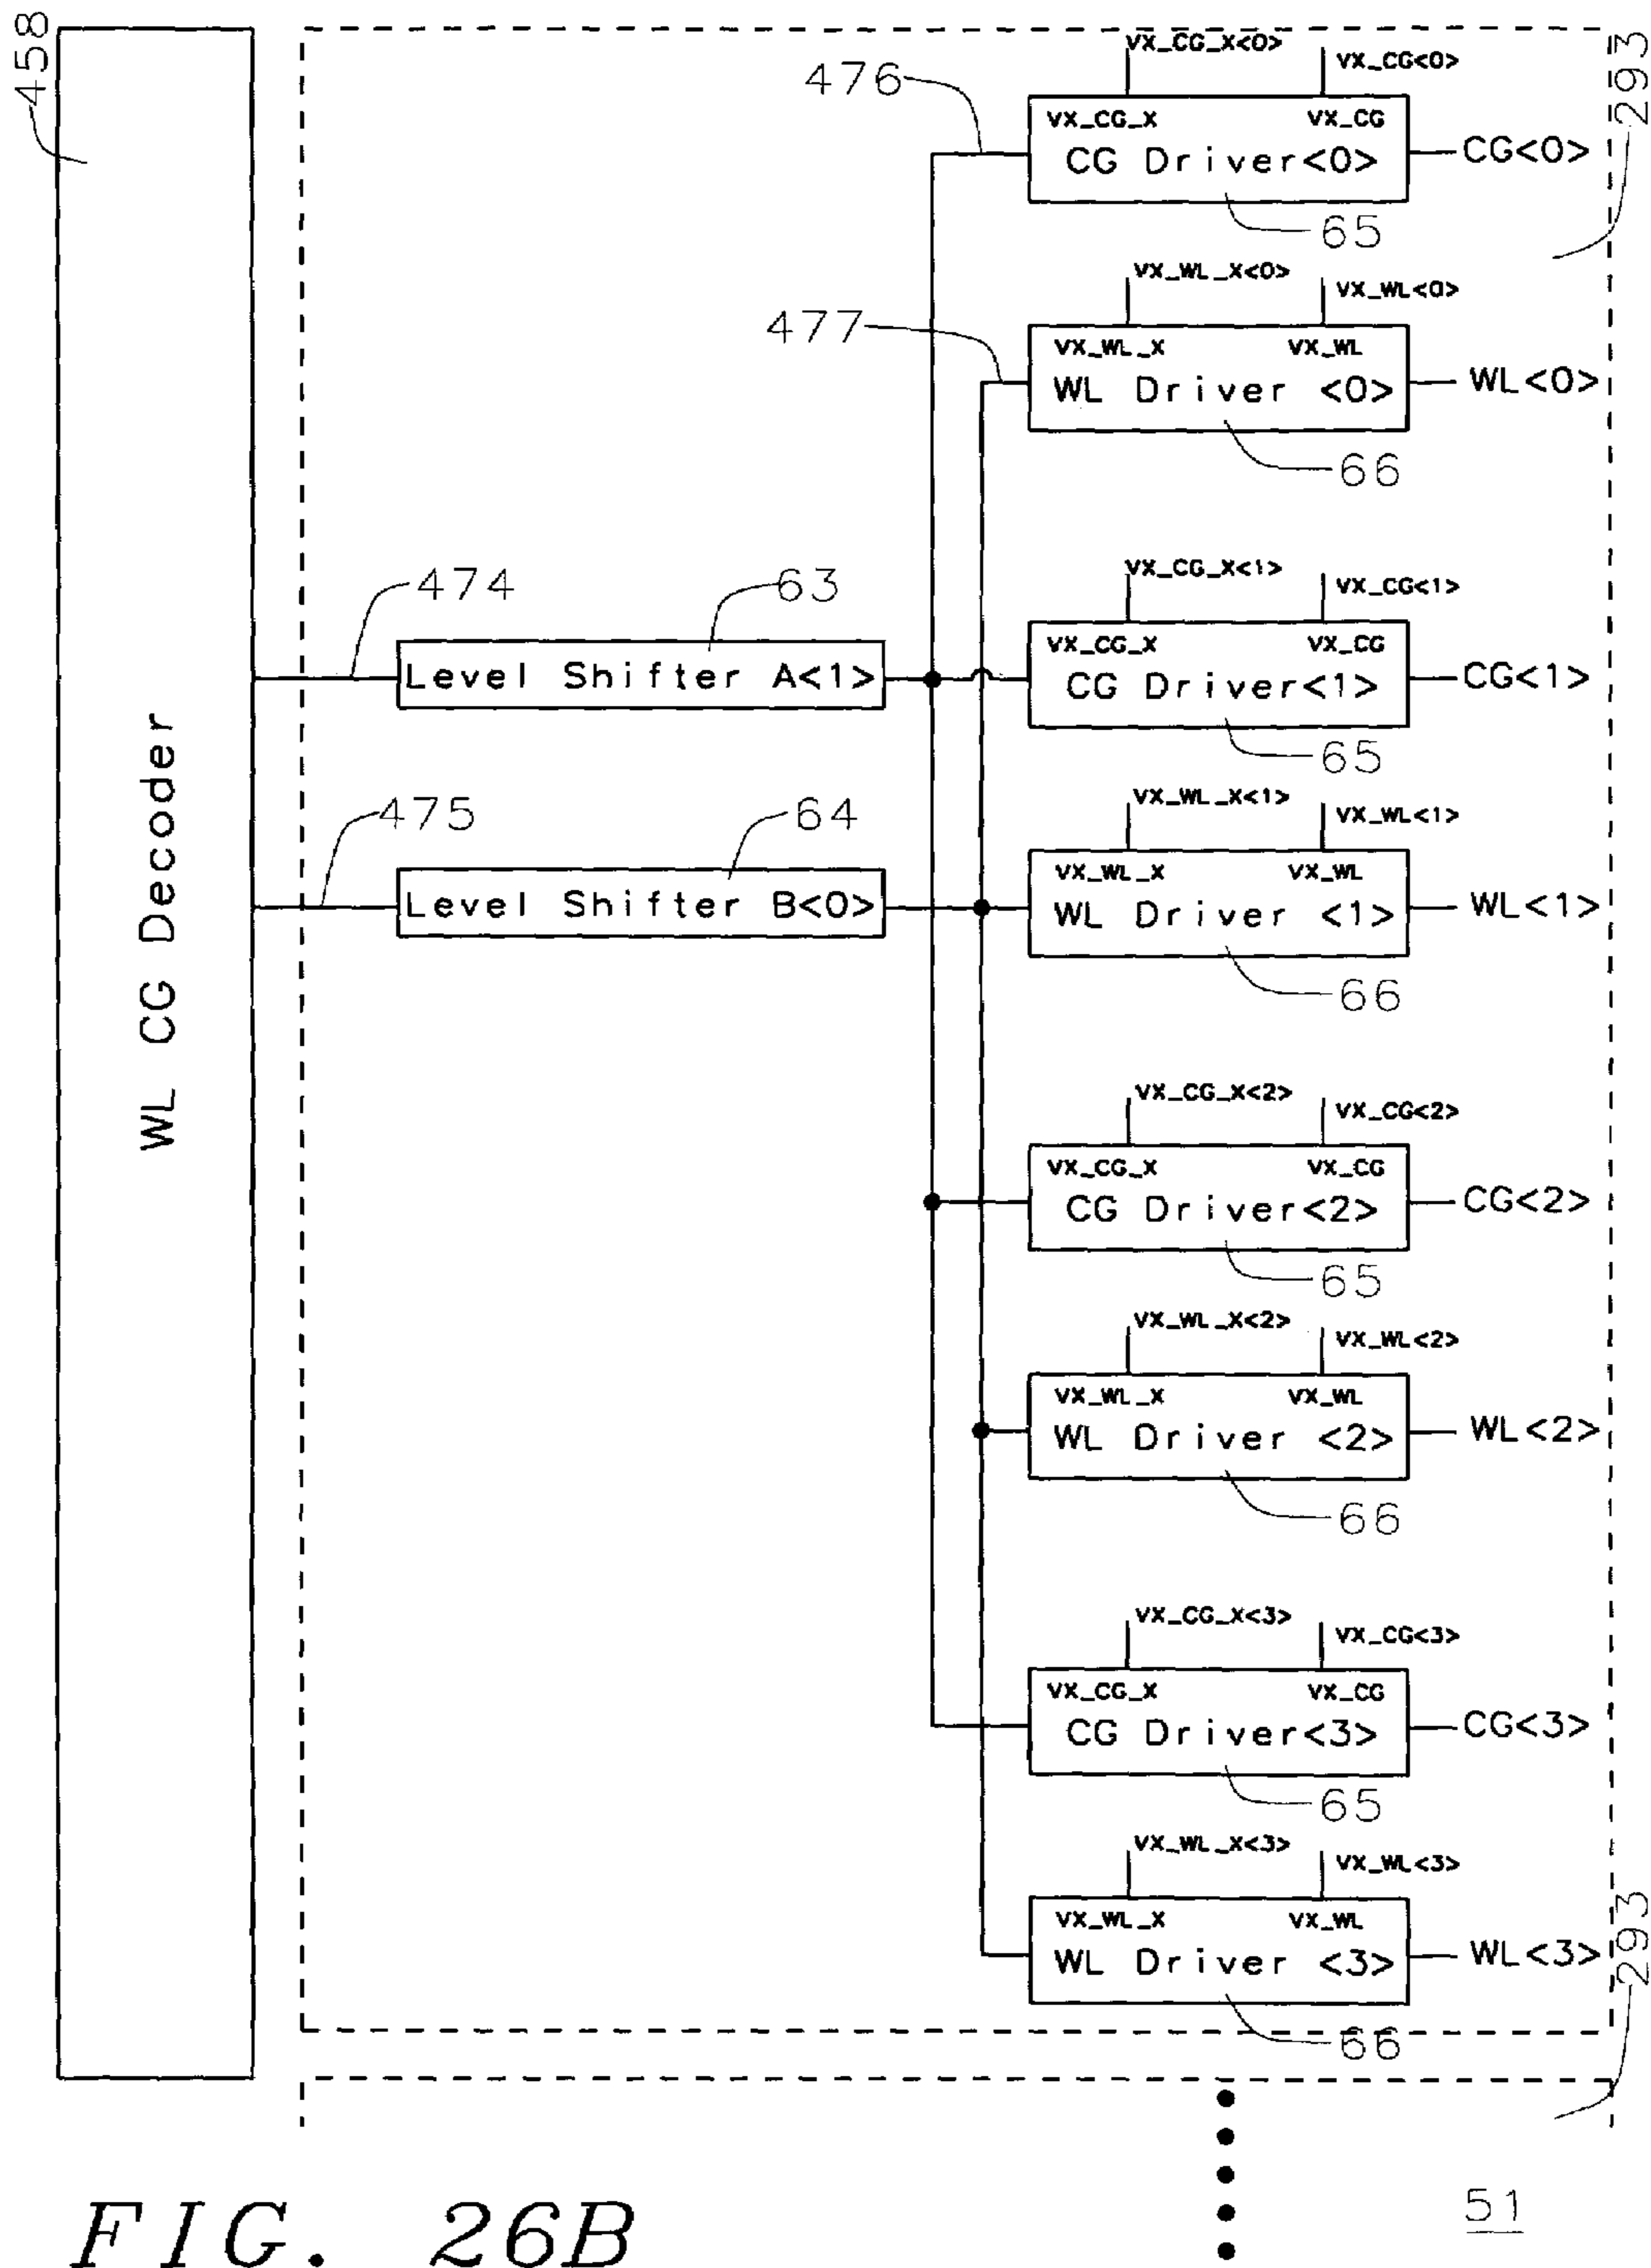 458
WL CG Decoder
VX_CG_X<0>
VX_CG<0>
293
476
VX_CG_X VX_CG
CG Driver<0>
CG<0>
65
VX_WL_X<0>
VX_WL<0>
477
VX_WL_X VX_WL
WL Driver <0>
WL<0>
66
VX_CG_X<1>
VX_CG<1>
474
63
Level Shifter A<1>
VX_CG_X VX_CG
CG Driver<1>
CG<1>
65
VX_WL_X<1>
VX_WL<1>
475
64
Level Shifter B<0>
VX_WL_X VX_WL
WL Driver <1>
WL<1>
66
VX_CG_X<2>
VX_CG<2>
VX_CG_X VX_CG
CG Driver<2>
CG<2>
65
VX_WL_X<2>
VX_WL<2>
VX_WL_X VX_WL
WL Driver <2>
WL<2>
66
VX_CG_X<3>
VX_CG<3>
VX_CG_X VX_CG
CG Driver<3>
CG<3>
65
VX_WL_X<3>
VX_WL<3>
VX_WL_X VX_WL
WL Driver <3>
WL<3>
66
293
51
FIG. 26B